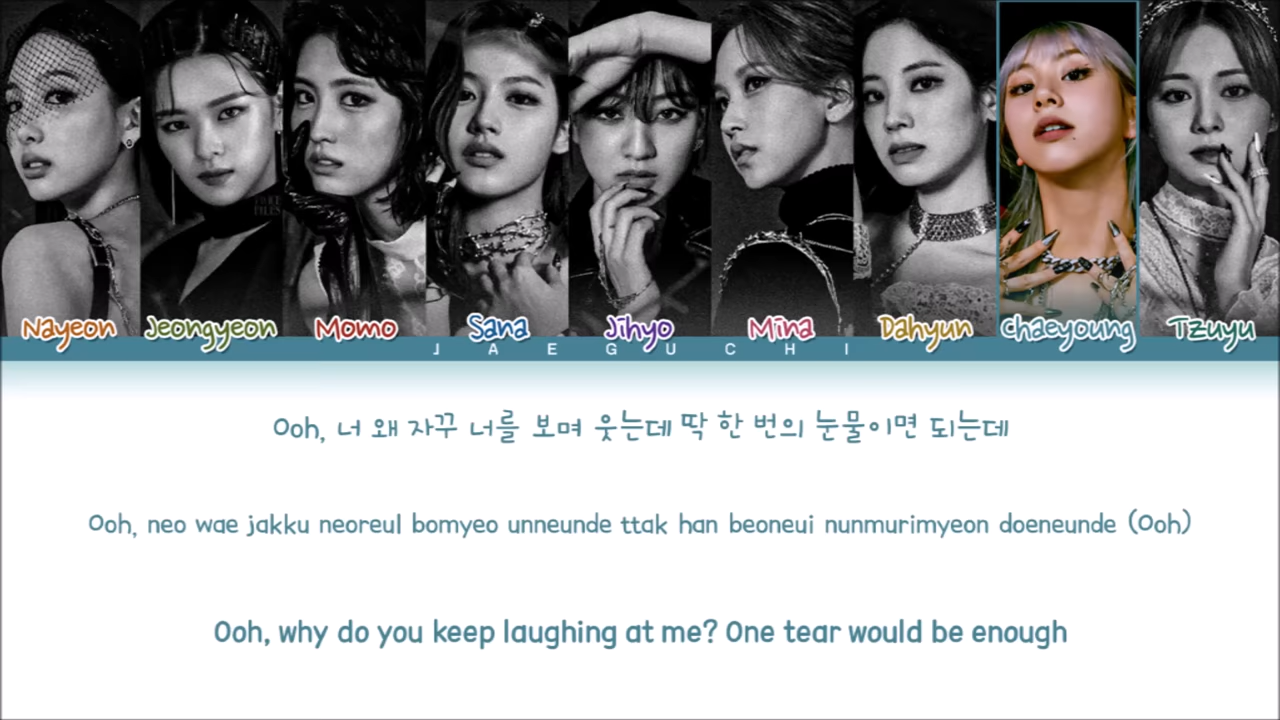 Nayeon Jeongyeon Momo Sana Jihyo Mina Dahyun Chaeyoung Tzuyu
J A E G U C H I
Ooh, 너 왜 자꾸 너를 보며 웃는데 딱 한 번의 눈물이면 되는데
Ooh, neo wae jakku neoreul bomyeo unneunde ttak han beoneui nunmurimyeon doeneunde (Ooh)
Ooh, why do you keep laughing at me? One tear would be enough